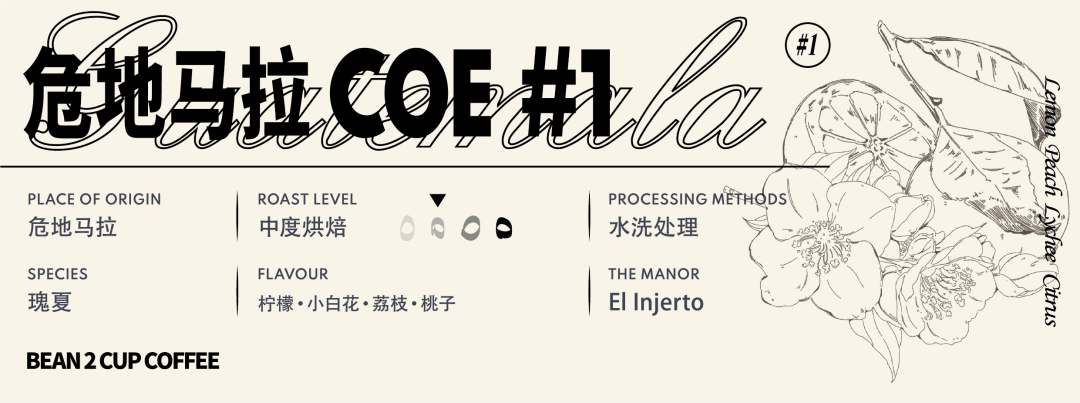 Guatemala
危地马拉 COE #1
#1
PLACE OF ORIGIN
危地马拉
ROAST LEVEL
中度烘焙
PROCESSING METHODS
水洗处理
SPECIES
瑰夏
FLAVOUR
柠檬•小白花•荔枝•桃子
THE MANOR
El Injerto
BEAN 2 CUP COFFEE
Lemon Peach Lychee Citrus